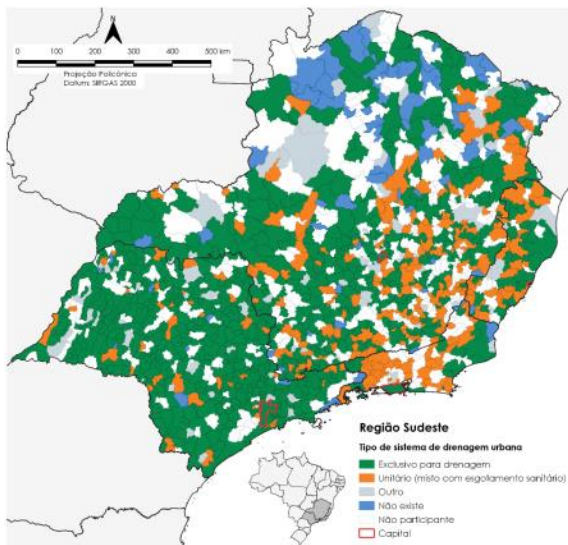 N
0 100 200 300 400 500 km
Projeção Policônica
Datum: SIRGAS 2000
Região Sudeste
Tipo de sistema de drenagem urbana
Exclusivo para drenagem
Unitário (misto com esgotamento sanitário)
Outro
Não existe
Não participante
Capital